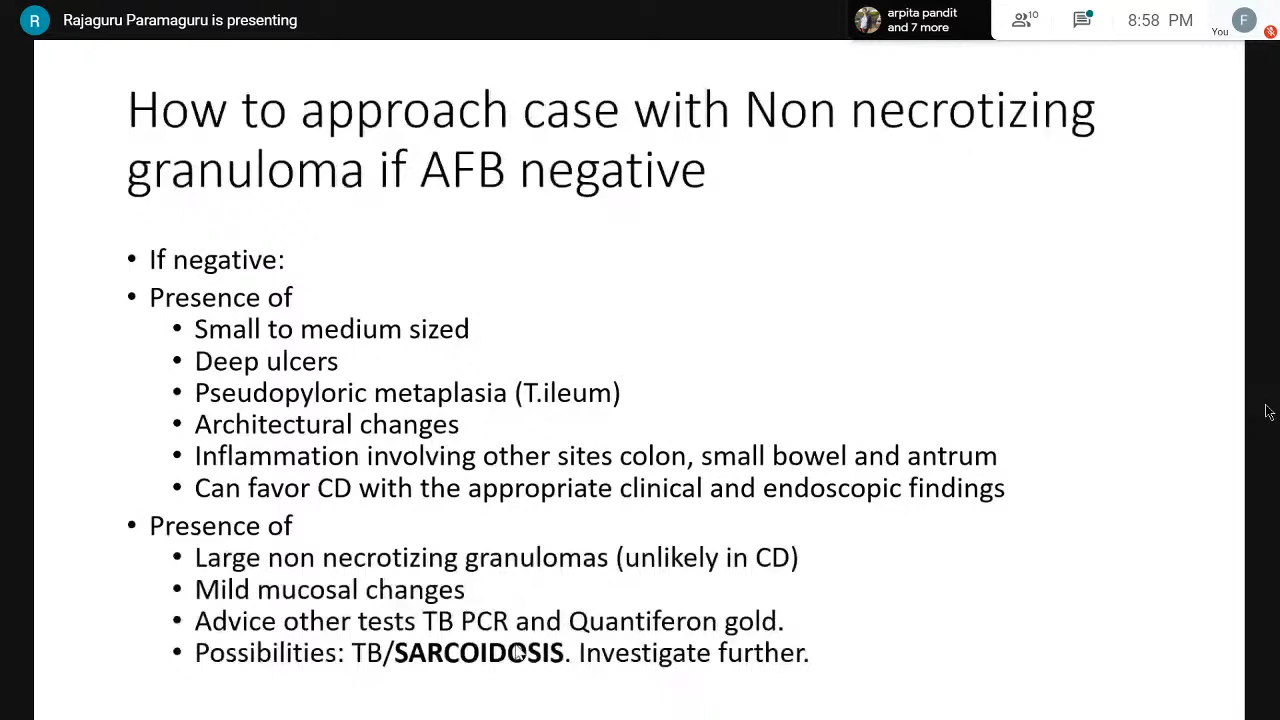 R Rajaguru Paramaguru is presenting
arpita pandit
and 7 more
10
8:58 PM
You
F
How to approach case with Non necrotizing
granuloma if AFB negative
• If negative:
• Presence of
• Small to medium sized
• Deep ulcers
• Pseudopyloric metaplasia (T.ileum)
• Architectural changes
• Inflammation involving other sites colon, small bowel and antrum
• Can favor CD with the appropriate clinical and endoscopic findings
• Presence of
• Large non necrotizing granulomas (unlikely in CD)
• Mild mucosal changes
• Advice other tests TB PCR and Quantiferon gold.
• Possibilities: TB/SARCOIDOSIS. Investigate further.